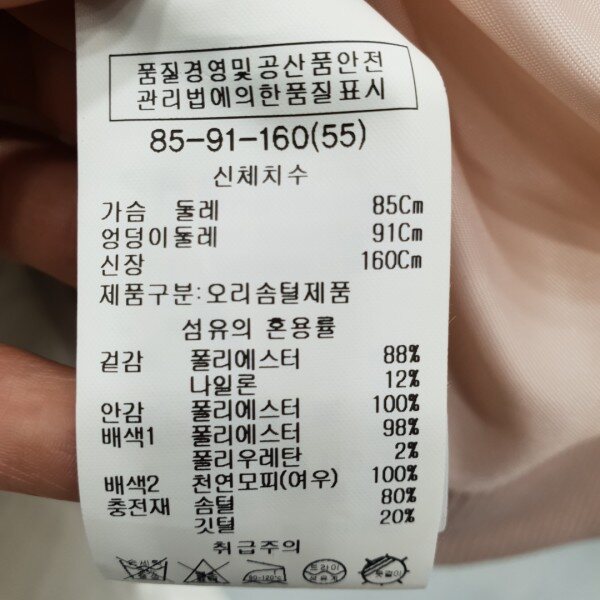 품질경영및 공산품안전
관리법에의한품질표시
85-91-160(55)
신체치수
가슴 둘레 85Cm
엉덩이둘레 91Cm
신장 160Cm
제품구분:오리솜털제품
섬유의 혼용률
겉감 폴리에스터 88%
나일론 12%
안감 폴리에스터 100%
배색1 폴리에스터 98%
폴리우레탄 2%
배색2 천연모피(여우) 100%
충전재 솜털 80%
깃털 20%
취급주의
드라이